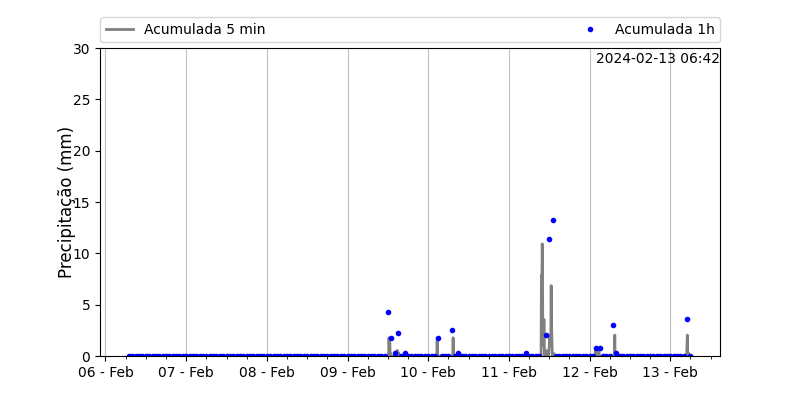 Acumulada 5 min
Acumulada 1h
2024-02-13 06:42
Precipitação (mm)
30
25
20
15
10
5
0
06 - Feb
07 - Feb
08 - Feb
09 - Feb
10 - Feb
11 - Feb
12 - Feb
13 - Feb